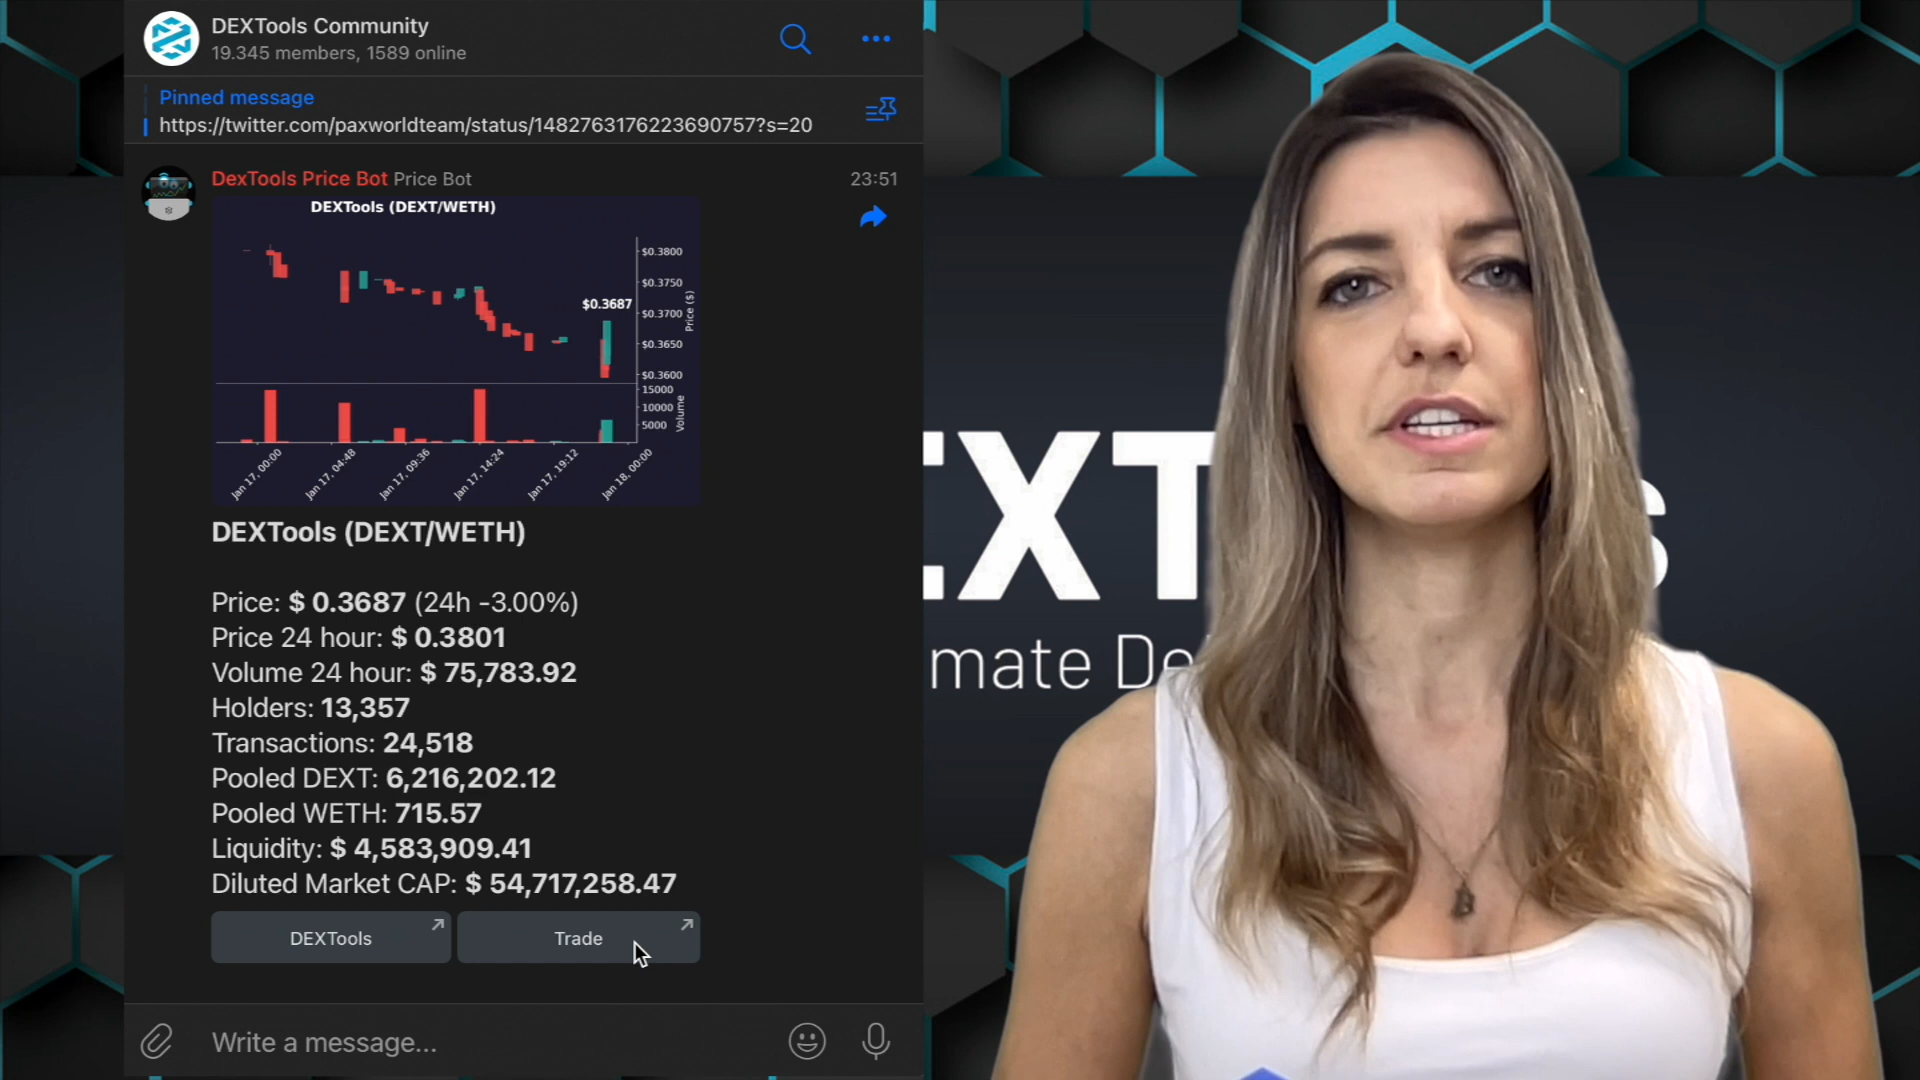 DEXTools Community
19.345 members, 1589 online
Pinned message
https://twitter.com/paxworldteam/status/1482763176223690757?s=20
DexTools Price Bot Price Bot
23:51
DEXTools (DEXT/WETH)
$0.3800
$0.3750
$0.3687
$0.3700
$0.3650
$0.3600
Price ($)
15000
10000
5000
Volume
Jan 17, 00:00
Jan 17, 04:48
Jan 17, 09:36
Jan 17, 14:24
Jan 17, 19:12
Jan 18, 00:00
DEXTools (DEXT/WETH)
Price: $ 0.3687 (24h -3.00%)
Price 24 hour: $ 0.3801
Volume 24 hour: $ 75,783.92
Holders: 13,357
Transactions: 24,518
Pooled DEXT: 6,216,202.12
Pooled WETH: 715.57
Liquidity: $ 4,583,909.41
Diluted Market CAP: $ 54,717,258.47
DEXTools
Trade
Write a message...
EXT s
mate De